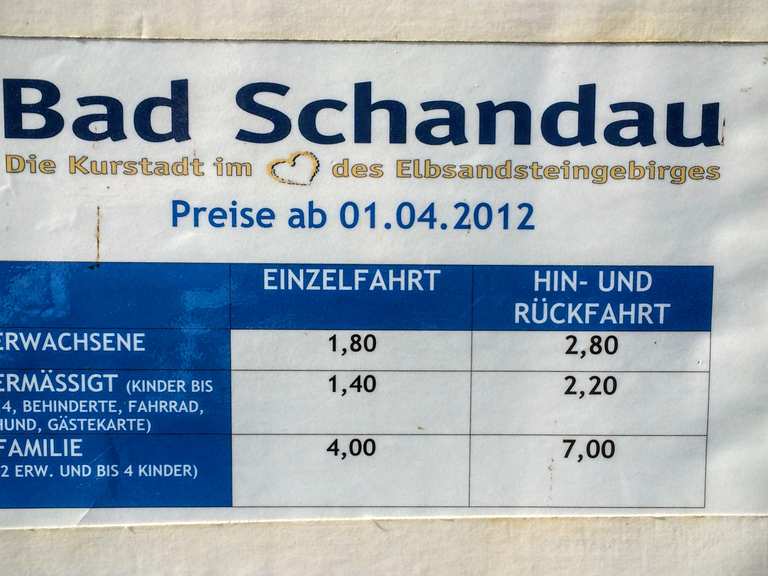 Bad Schandau
Die Kurstadt im des Elbsandsteingebirges
Preise ab 01.04.2012
EINZELFAHRT HIN- UND
RÜCKFAHRT
ERWACHSENE 1,80 2,80
ERMÄSSIGT (KINDER BIS 1,40 2,20
4, BEHINDERTE, FAHRRAD,
HUND, GÄSTEKARTE)
FAMILIE 4,00 7,00
2 ERW. UND BIS 4 KINDER)